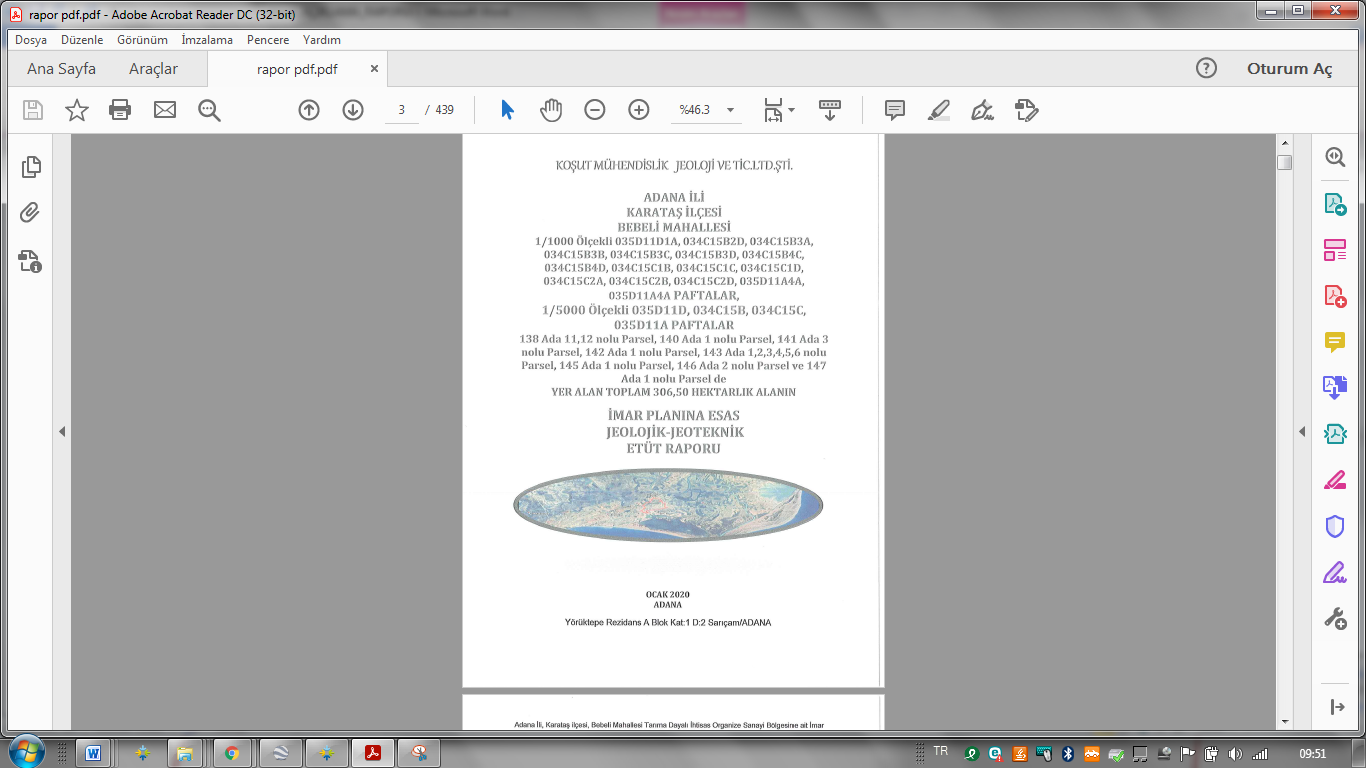 rapor pdf.pdf - Adobe Acrobat Reader DC (32-bit)
Dosya Düzenle Görünüm İmzalama Pencere Yardım
Ana Sayfa Araçlar rapor pdf.pdf Oturum Aç
3 / 439 %46.3
KOŞUT MÜHENDİSLİK JEOLOJİ VE TİC.LTD.ŞTİ.
ADANA İLİ
KARATAŞ İLÇESİ
BEBELİ MAHALLESİ
1/1000 Ölçekli 035D11D1A, 034C15B2D, 034C15B3A,
034C15B3B, 034C15B3C, 034C15B3D, 034C15B4C,
034C15B4D, 034C15C1B, 034C15C1C, 034C15C1D,
034C15C2A, 034C15C2B, 034C15C2D, 035D11A4A,
035D11A4A PAFTALAR,
1/5000 Ölçekli 035D11D, 034C15B, 034C15C,
035D11A PAFTALAR
138 Ada 11,12 nolu Parsel, 140 Ada 1 nolu Parsel, 141 Ada 3
nolu Parsel, 142 Ada 1 nolu Parsel, 143 Ada 1,2,3,4,5,6 nolu
Parsel, 145 Ada 1 nolu Parsel, 146 Ada 2 nolu Parsel ve 147
Ada 1 nolu Parsel de
YER ALAN TOPLAM 306,50 HEKTARLIK ALANIN
İMAR PLANINA ESAS
JEOLOJİK-JEOTEKNİK
ETÜT RAPORU
OCAK 2020
ADANA
Yörüktepe Rezidans A Blok Kat:1 D:2 Sarıçam/ADANA
Adana İli, Karataş ilçesi, Bebeli Mahallesi Tarıma Dayalı İhtisas Organize Sanayi Bölgesine ait İmar
TR 09:51